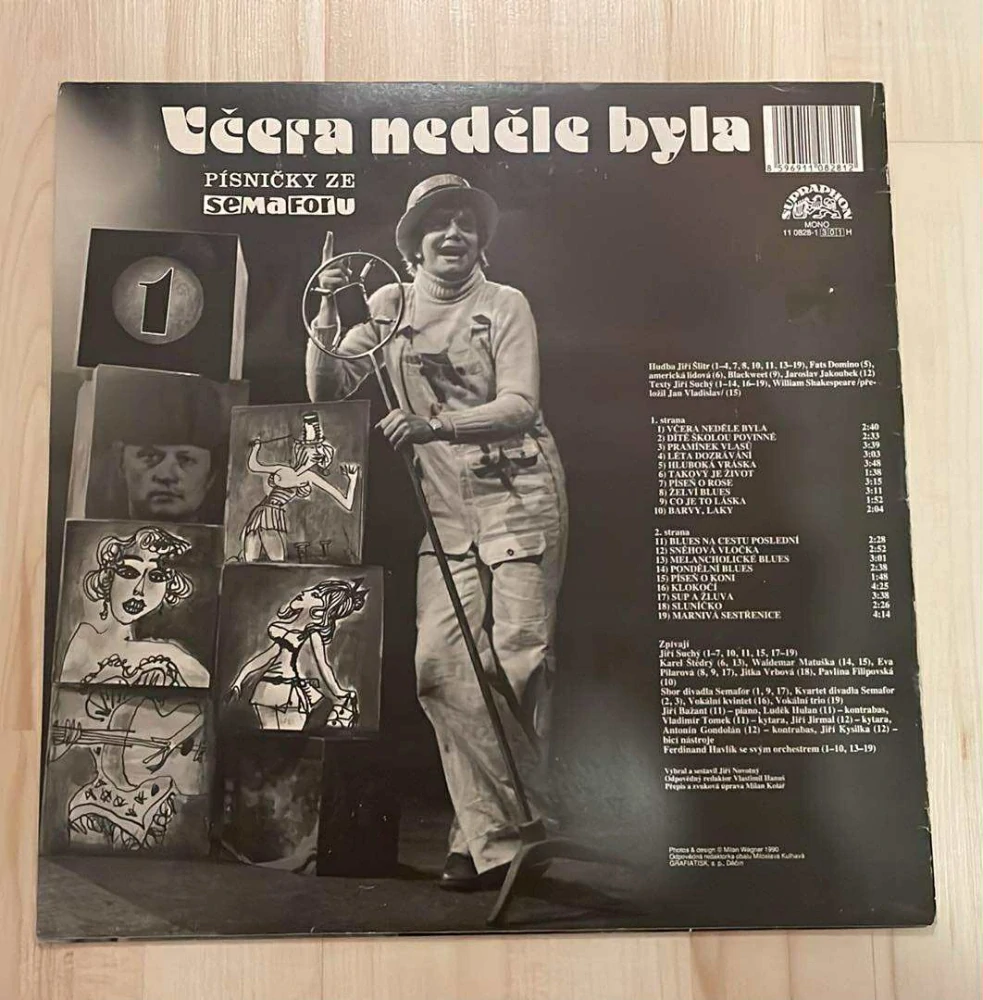 Včera neděle byla
PÍSNIČKY ZE
semaforu
8 596911 082812
SUPRAPHON
MONO
11 0828-1 301 H
1
Hudba Jiří Šlitr (1–4, 7, 8, 10, 11, 13–19), Fats Domino (5),
americká lidová (6), Blackweet (9), Jaroslav Jakoubek (12)
Texty Jiří Suchý (1–14, 16–19), William Shakespeare /pře-
ložil Jan Vladislav/ (15)
1. strana
1) VČERA NEDĚLE BYLA 2:40
2) DÍTĚ ŠKOLOU POVINNÉ 2:33
3) PRAMÍNEK VLASŮ 3:39
4) LÉTA DOZRÁVÁNÍ 3:03
5) HLUBOKÁ VRÁSKA 3:48
6) TAKOVÝ JE ŽIVOT 1:38
7) PÍSEŇ O ROSE 3:15
8) ŽELVÍ BLUES 3:11
9) CO JE TO LÁSKA 1:52
10) BARVY, LAKY 2:04
2. strana
11) BLUES NA CESTU POSLEDNÍ 2:28
12) SNĚHOVÁ VLOČKA 2:52
13) MELANCHOLICKÉ BLUES 3:01
14) PONDĚLNÍ BLUES 2:38
15) PÍSEŇ O KONI 1:48
16) KLOKOČÍ 4:25
17) SUP A ŽLUVA 3:38
18) SLUNÍČKO 2:26
19) MARNIVÁ SESTŘENICE 4:14
Zpívají
Jiří Suchý (1–7, 10, 11, 15, 17–19)
Karel Štědrý (6, 13), Waldemar Matuška (14, 15), Eva
Pilarová (8, 9, 17), Jitka Vrbová (18), Pavlína Filipovská
(10)
Sbor divadla Semafor (1, 9, 17), Kvartet divadla Semafor
(2, 3), Vokální kvintet (16), Vokální trio (19)
Jiří Bažant (11) – piano, Luděk Hulan (11) – kontrabas,
Vladimír Tomek (11) – kytara, Jiří Jirmal (12) – kytara,
Antonín Gondolán (12) – kontrabas, Jiří Kysilka (12) –
bicí nástroje
Ferdinand Havlík se svým orchestrem (1–10, 13–19)
Vybral a sestavil Jiří Novotný
Odpovědný redaktor Vlastimil Hanuš
Přepis a zvuková úprava Milan Kolář
Photos & design © Milan Wágner 1990
Odpovědná redaktorka obalu Miloslava Kulhavá
GRAFIATISK, s. p., Děčín